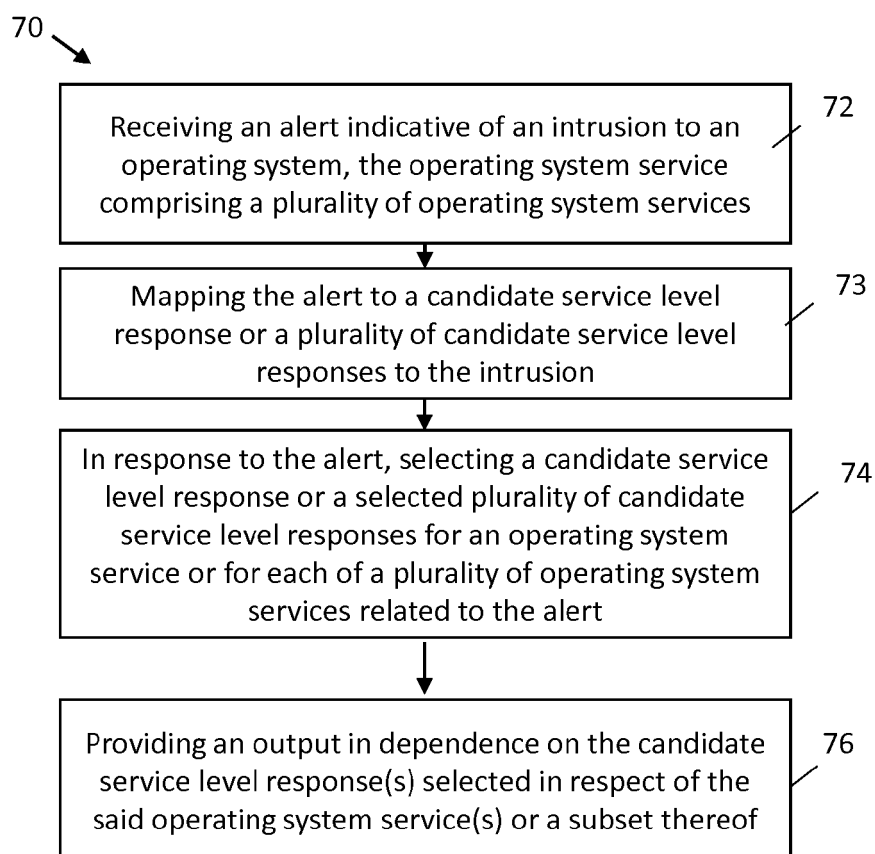 70
72
Receiving an alert indicative of an intrusion to an
operating system, the operating system service
comprising a plurality of operating system services
73
Mapping the alert to a candidate service level
response or a plurality of candidate service level
responses to the intrusion
74
In response to the alert, selecting a candidate service
level response or a selected plurality of candidate
service level responses for an operating system
service or for each of a plurality of operating system
services related to the alert
76
Providing an output in dependence on the candidate
service level response(s) selected in respect of the
said operating system service(s) or a subset thereof